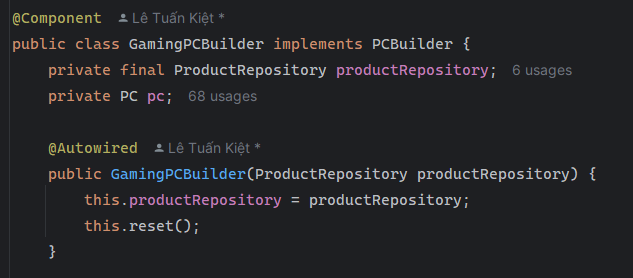 @Component Lê Tuấn Kiệt *
public class GamingPCBuilder implements PCBuilder {
private final ProductRepository productRepository; 6 usages
private PC pc; 68 usages
@Autowired Lê Tuấn Kiệt *
public GamingPCBuilder(ProductRepository productRepository) {
this.productRepository = productRepository;
this.reset();
}